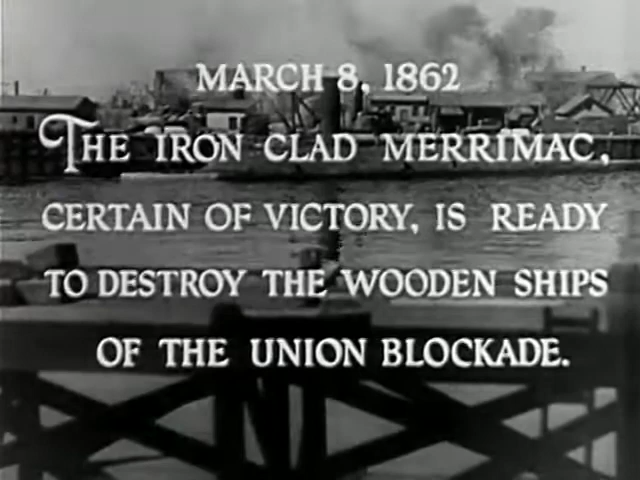 MARCH 8, 1862
THE IRON CLAD MERRIMAC,
CERTAIN OF VICTORY, IS READY
TO DESTROY THE WOODEN SHIPS
OF THE UNION BLOCKADE.